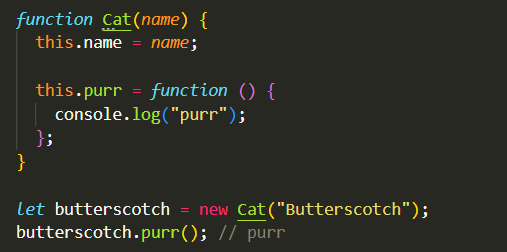 function Cat(name) {
  this.name = name;

  this.purr = function () {
    console.log("purr");
  };
}

let butterscotch = new Cat("Butterscotch");
butterscotch.purr(); // purr